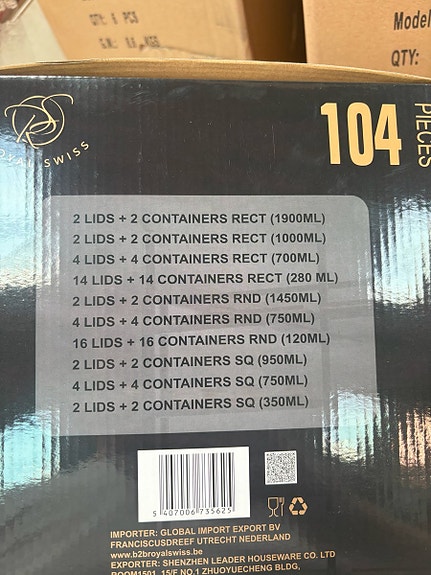 QTY: 6 PCS
Model
QTY:
ROYAL SWISS
104
PIECES
2 LIDS + 2 CONTAINERS RECT (1900ML)
2 LIDS + 2 CONTAINERS RECT (1000ML)
4 LIDS + 4 CONTAINERS RECT (700ML)
14 LIDS + 14 CONTAINERS RECT (280 ML)
2 LIDS + 2 CONTAINERS RND (1450ML)
4 LIDS + 4 CONTAINERS RND (750ML)
16 LIDS + 16 CONTAINERS RND (120ML)
2 LIDS + 2 CONTAINERS SQ (950ML)
4 LIDS + 4 CONTAINERS SQ (750ML)
2 LIDS + 2 CONTAINERS SQ (350ML)
5 407006 735625
IMPORTER: GLOBAL IMPORT EXPORT BV
FRANCISCUSDREEF UTRECHT NEDERLAND
www.b2broyalswiss.be
EXPORTER: SHENZHEN LEADER HOUSEWARE CO. LTD
ROOM1501, 15/F NO.1 ZHUOYUECHENG BLDG,